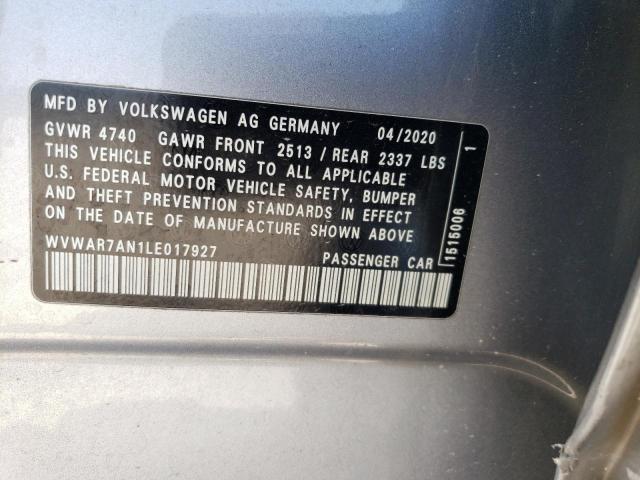 MFD BY VOLKSWAGEN AG GERMANY 04/2020
GVWR 4740 GAWR FRONT 2513 / REAR 2337 LBS
THIS VEHICLE CONFORMS TO ALL APPLICABLE
U.S. FEDERAL MOTOR VEHICLE SAFETY, BUMPER
AND THEFT PREVENTION STANDARDS IN EFFECT
ON THE DATE OF MANUFACTURE SHOWN ABOVE.
WVWAR7AN1LE017927 PASSENGER CAR
1515006 1